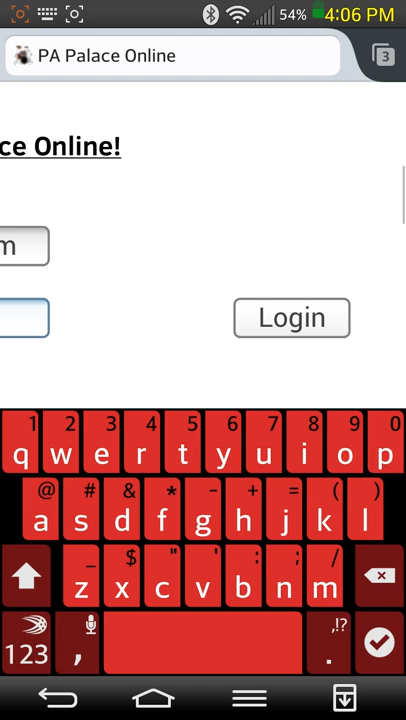 54% 4:06 PM
PA Palace Online 3
ce Online!
m
Login
1 2 3 4 5 6 7 8 9 0
q w e r t y u i o p
@ # & * - + = ( )
a s d f g h j k l
_ $ " ' : ; /
z x c v b n m
,!?
123 , .